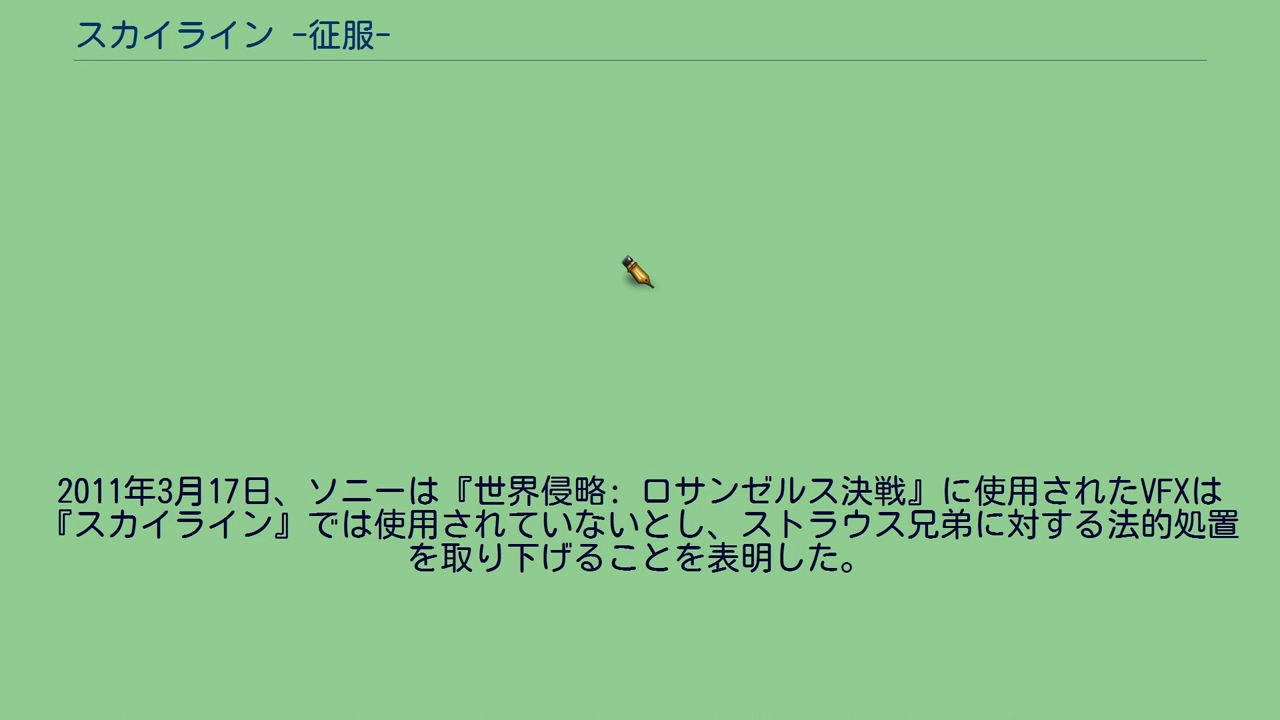 スカイライン -征服-
2011年3月17日、ソニーは『世界侵略: ロサンゼルス決戦』に使用されたVFXは
『スカイライン』では使用されていないとし、ストラウス兄弟に対する法的処置
を取り下げることを表明した。